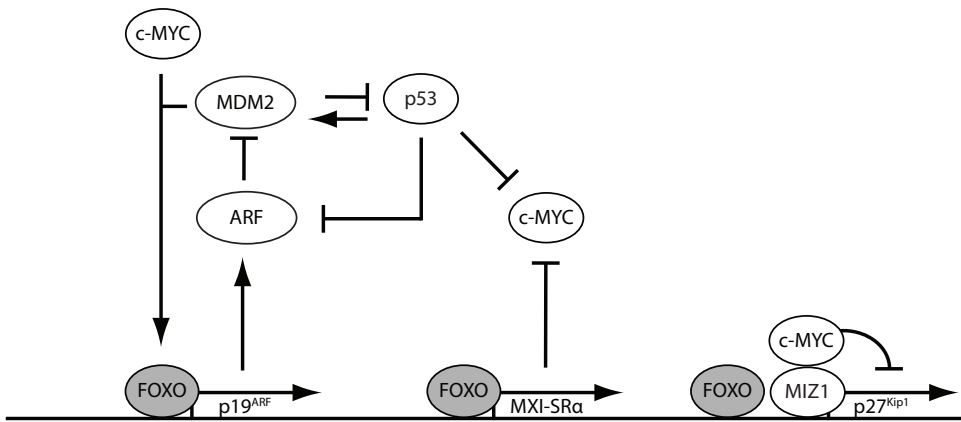 c-MYC
MDM2
p53
ARF
c-MYC
c-MYC
FOXO
p19ARF
FOXO
MXI-SRα
FOXO
MIZ1
p27Kip1